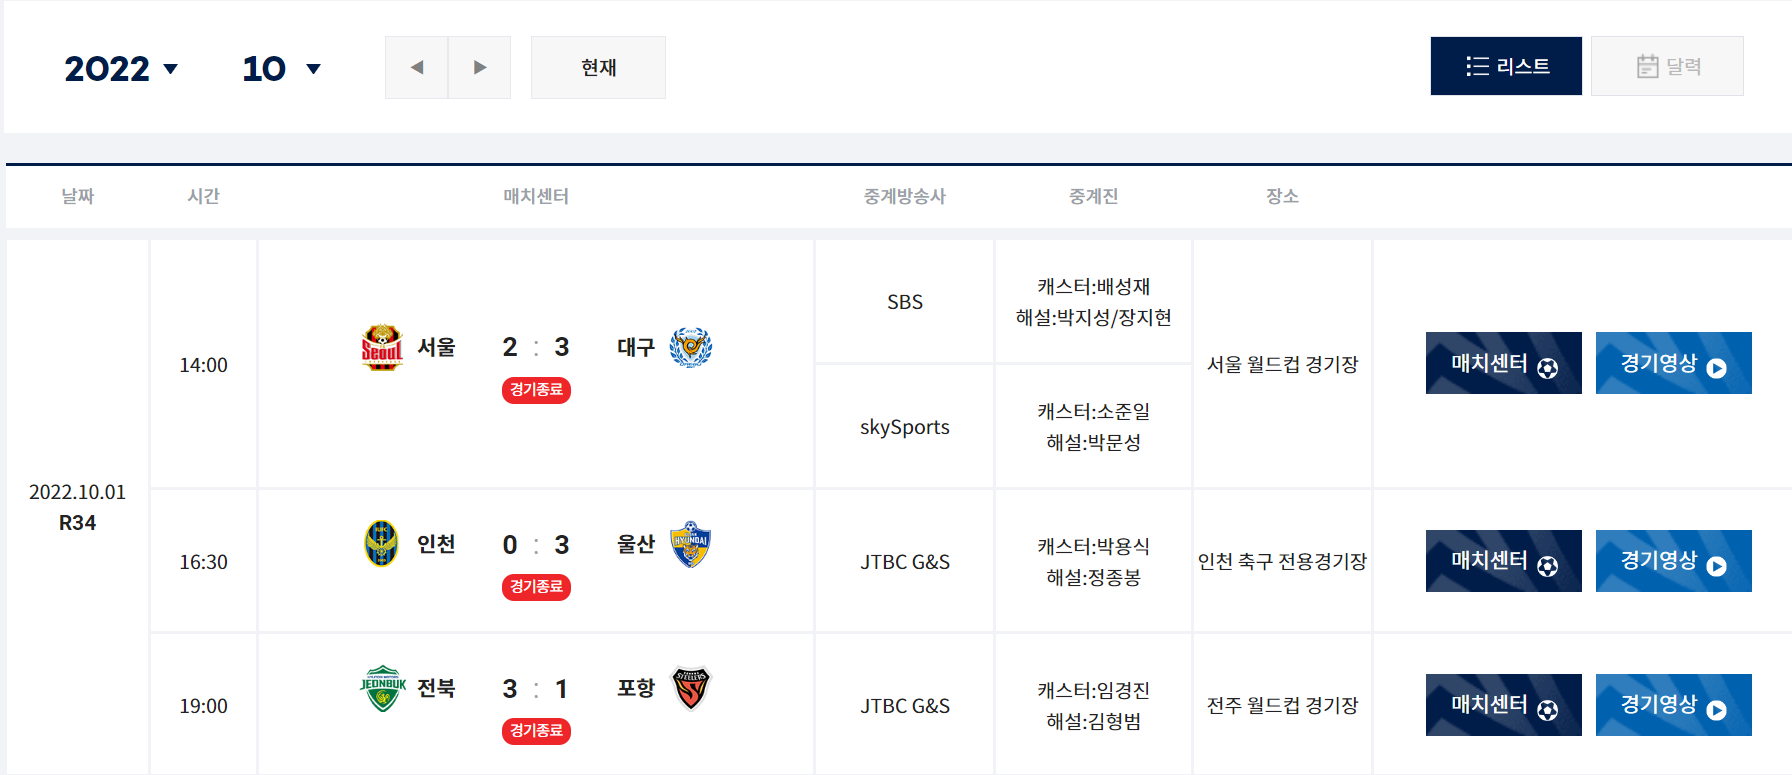 2022 10 현재 리스트 달력
날짜 시간 매치센터 중계방송사 중계진 장소
2022.10.01
R34
14:00
Seoul 서울 2 : 3 대구
경기종료
SBS
캐스터:배성재
해설:박지성/장지현
skySports
캐스터:소준일
해설:박문성
서울 월드컵 경기장
매치센터 경기영상
16:30
인천 0 : 3 울산
HYUNDAI
경기종료
JTBC G&S
캐스터:박용식
해설:정종봉
인천 축구 전용경기장
매치센터 경기영상
19:00
JEONBUK 전북 3 : 1 포항
STEELERS
경기종료
JTBC G&S
캐스터:임경진
해설:김형범
전주 월드컵 경기장
매치센터 경기영상